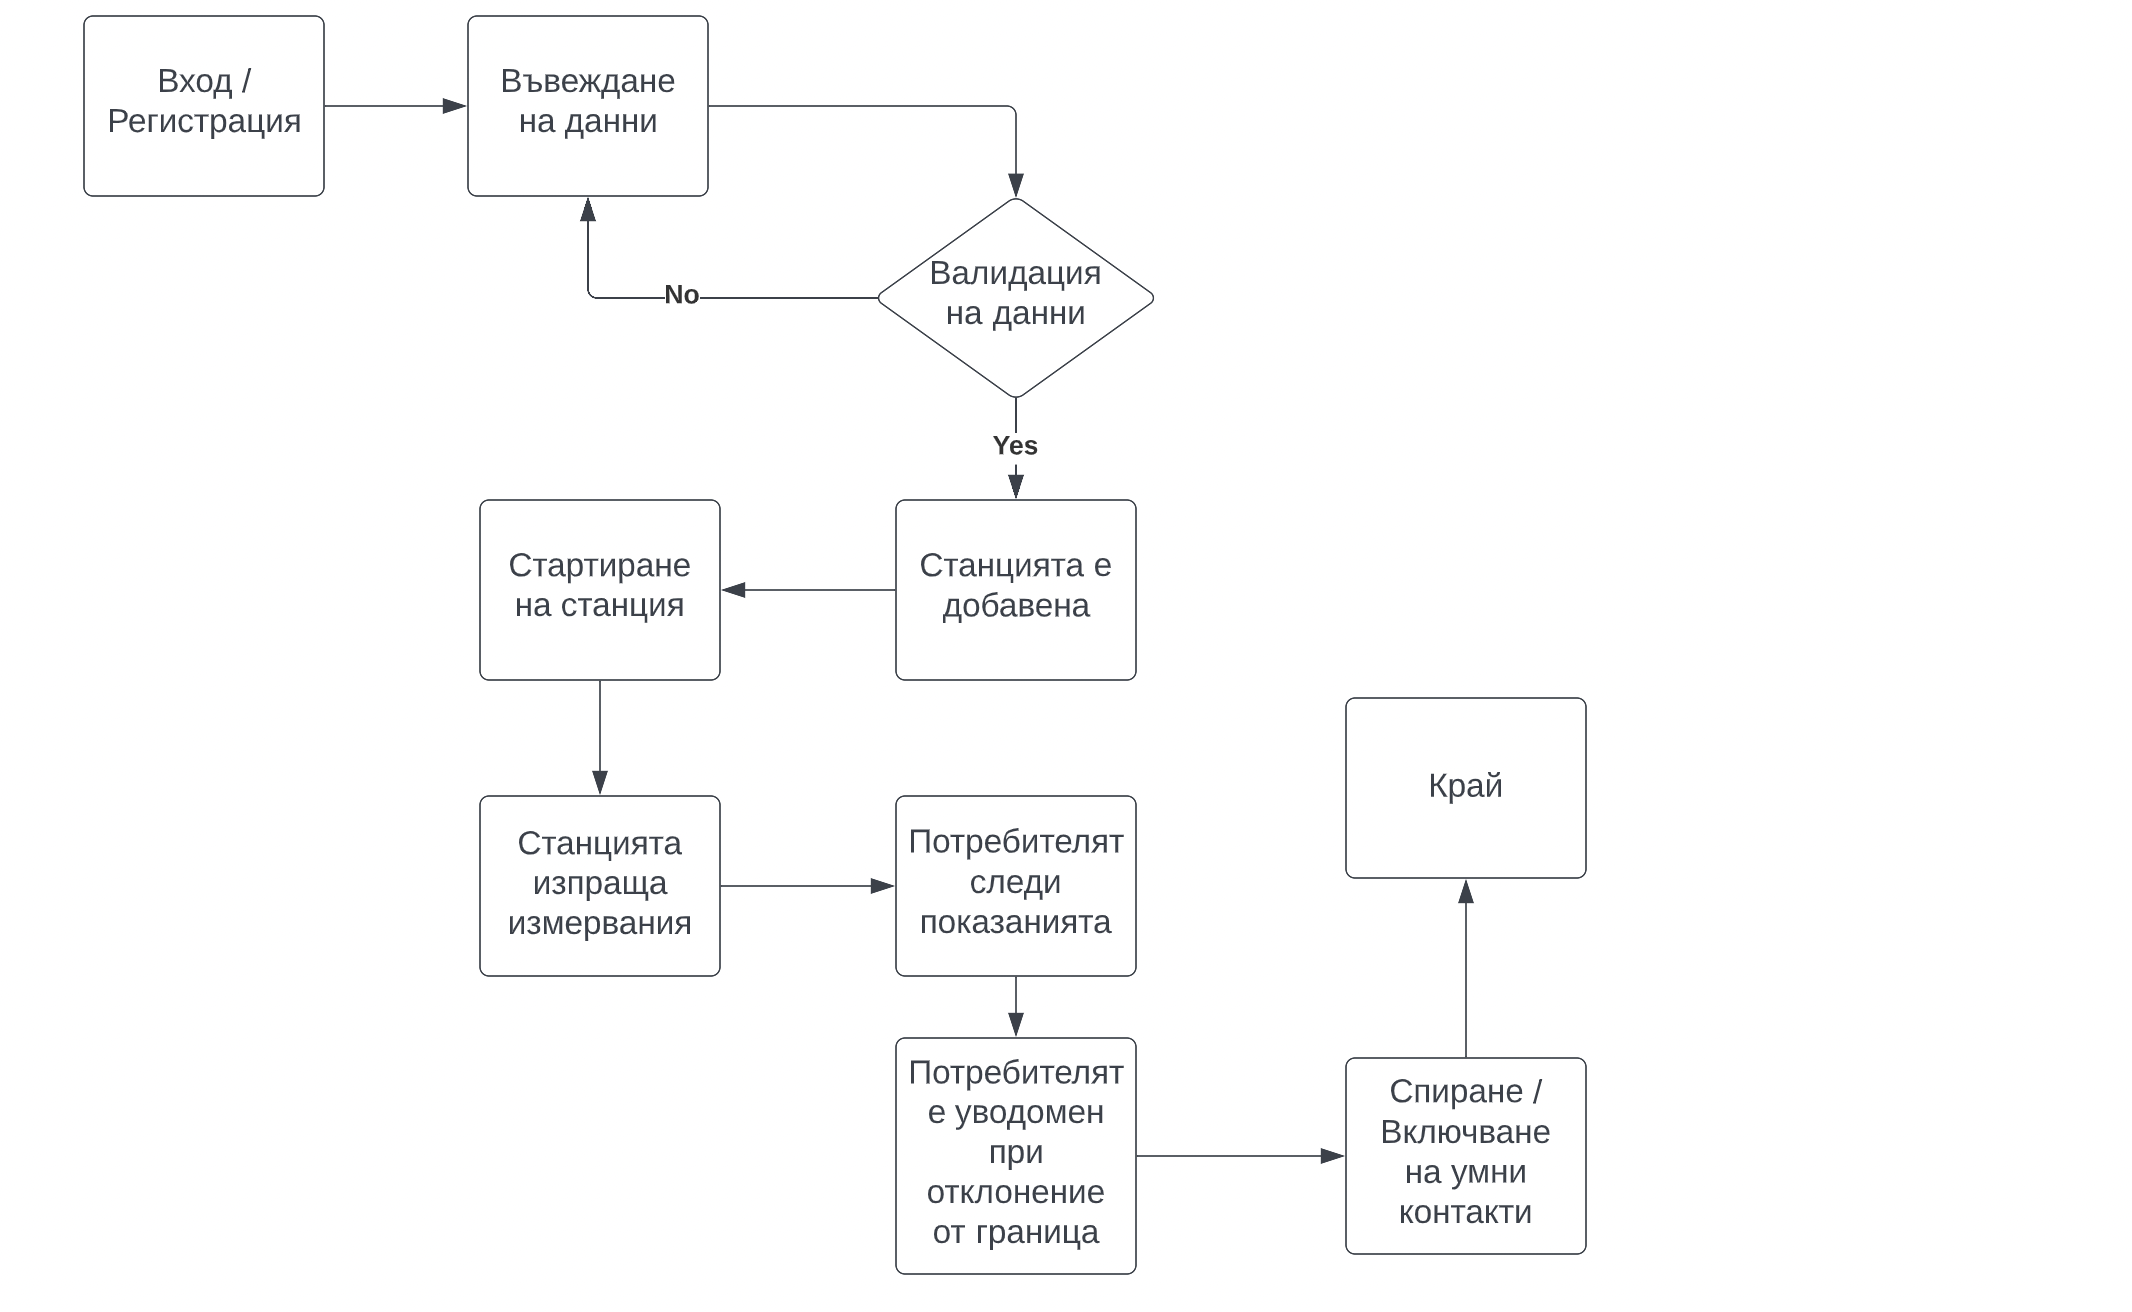 Вход /
Регистрация
Въвеждане
на данни
Валидация
на данни
No
Yes
Станцията е
добавена
Стартиране
на станция
Станцията
изпраща
измервания
Потребителят
следи
показанията
Потребителят
е уводомен
при
отклонение
от граница
Спиране /
Включване
на умни
контакти
Край